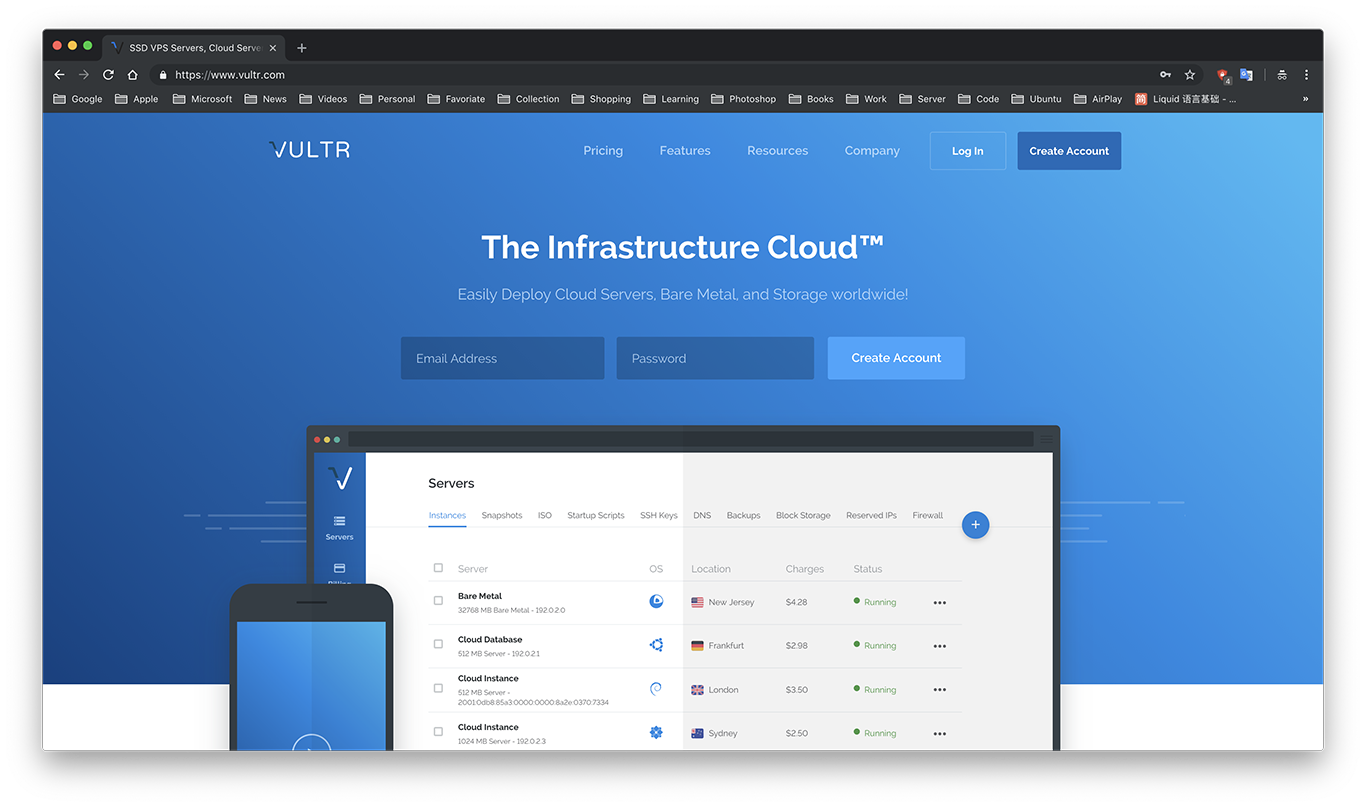 SSD VPS Servers, Cloud Serve
https://www.vultr.com
4
Google Apple Microsoft News Videos Personal Favoriate Collection Shopping Learning Photoshop Books Work Server Code Ubuntu AirPlay 简 Liquid 语言基础 - ... »
VULTR Pricing Features Resources Company Log In Create Account
The Infrastructure Cloud™
Easily Deploy Cloud Servers, Bare Metal, and Storage worldwide!
Email Address Password Create Account
Servers
Instances Snapshots ISO Startup Scripts SSH Keys DNS Backups Block Storage Reserved IPs Firewall
Servers
Server OS Location Charges Status
Billing
Bare Metal
32768 MB Bare Metal - 192.0.2.0
New Jersey $4.28 Running
Cloud Database
512 MB Server - 192.0.2.1
Frankfurt $2.98 Running
Cloud Instance
512 MB Server -
2001:0db8:85a3:0000:0000:8a2e:0370:7334
London $3.50 Running
Cloud Instance
1024 MB Server - 192.0.2.3
Sydney $2.50 Running